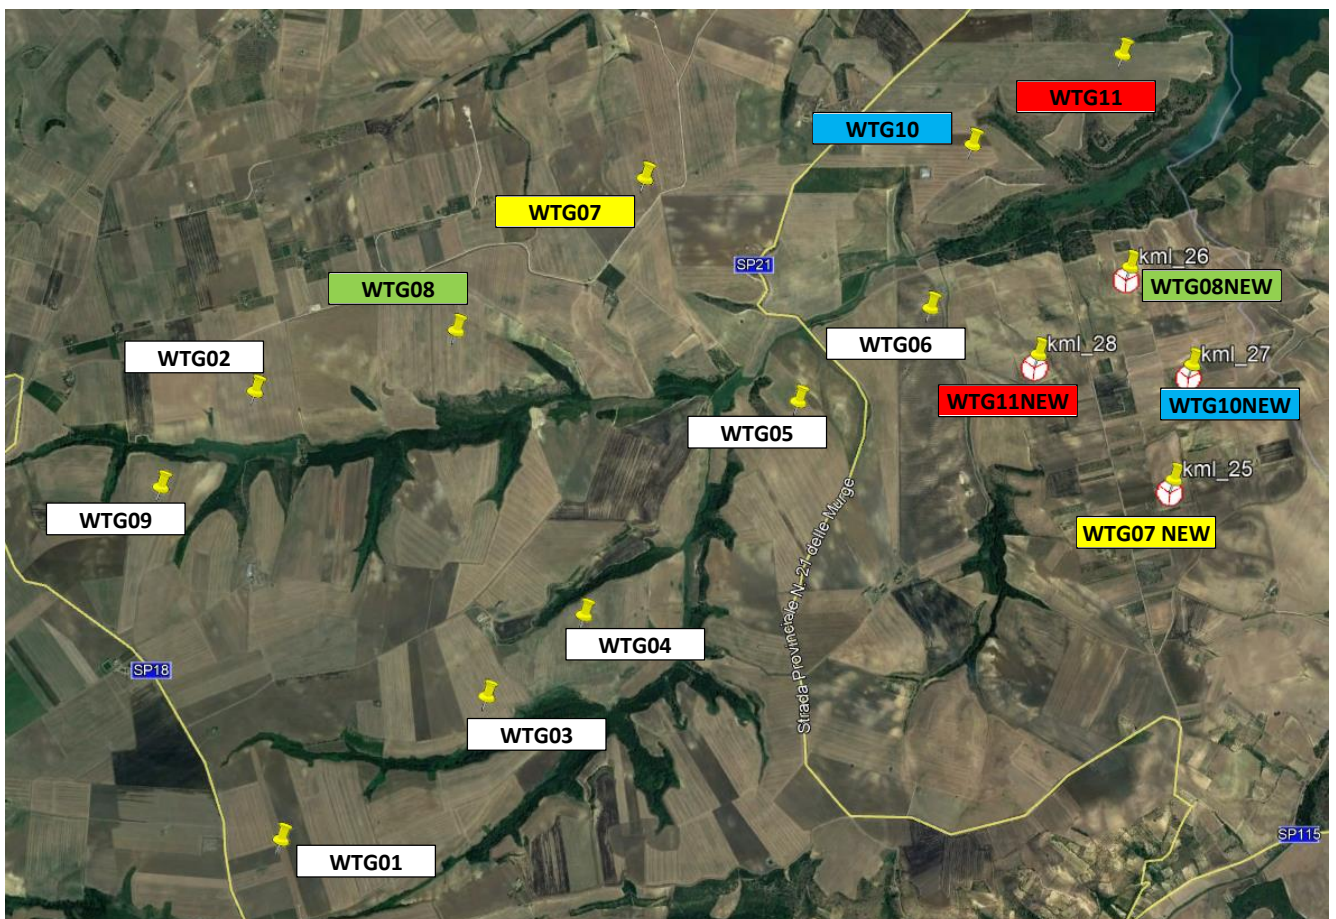 WTG11
WTG10
WTG07
SP21
kml_26
WTG08NEW
WTG08
WTG06
kml_28
kml_27
WTG02
WTG11NEW
WTG10NEW
WTG05
kml_25
WTG09
WTG07 NEW
Strada Provinciale N. 21 delle Murge
WTG04
SP18
WTG03
SP115
WTG01